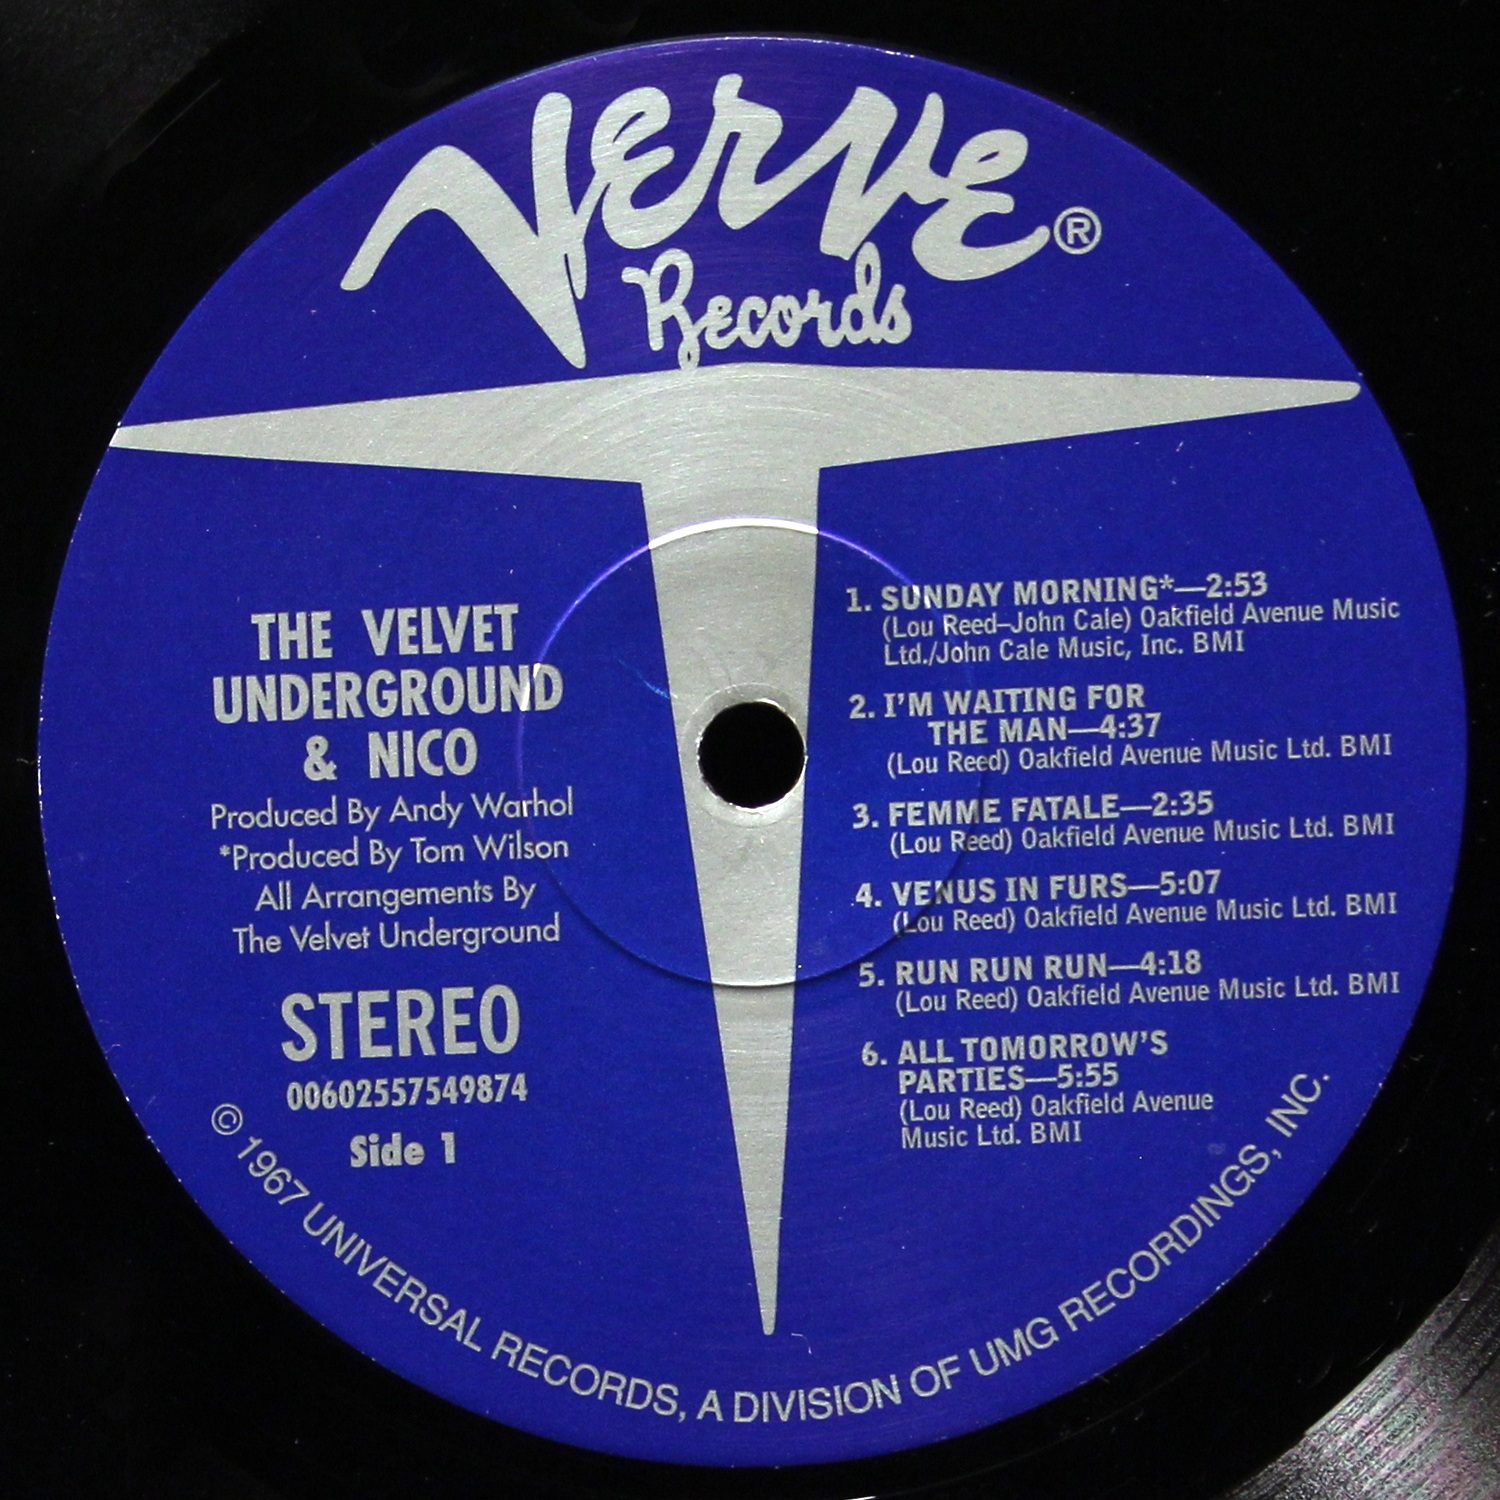 Verve®
Records
THE VELVET
UNDERGROUND
& NICO
Produced By Andy Warhol
*Produced By Tom Wilson
All Arrangements By
The Velvet Underground
STEREO
00602557549874
Side 1
1. SUNDAY MORNING*—2:53
(Lou Reed–John Cale) Oakfield Avenue Music
Ltd./John Cale Music, Inc. BMI
2. I'M WAITING FOR
THE MAN—4:37
(Lou Reed) Oakfield Avenue Music Ltd. BMI
3. FEMME FATALE—2:35
(Lou Reed) Oakfield Avenue Music Ltd. BMI
4. VENUS IN FURS—5:07
(Lou Reed) Oakfield Avenue Music Ltd. BMI
5. RUN RUN RUN—4:18
(Lou Reed) Oakfield Avenue Music Ltd. BMI
6. ALL TOMORROW'S
PARTIES—5:55
(Lou Reed) Oakfield Avenue
Music Ltd. BMI
© 1967 UNIVERSAL RECORDS, A DIVISION OF UMG RECORDINGS, INC.